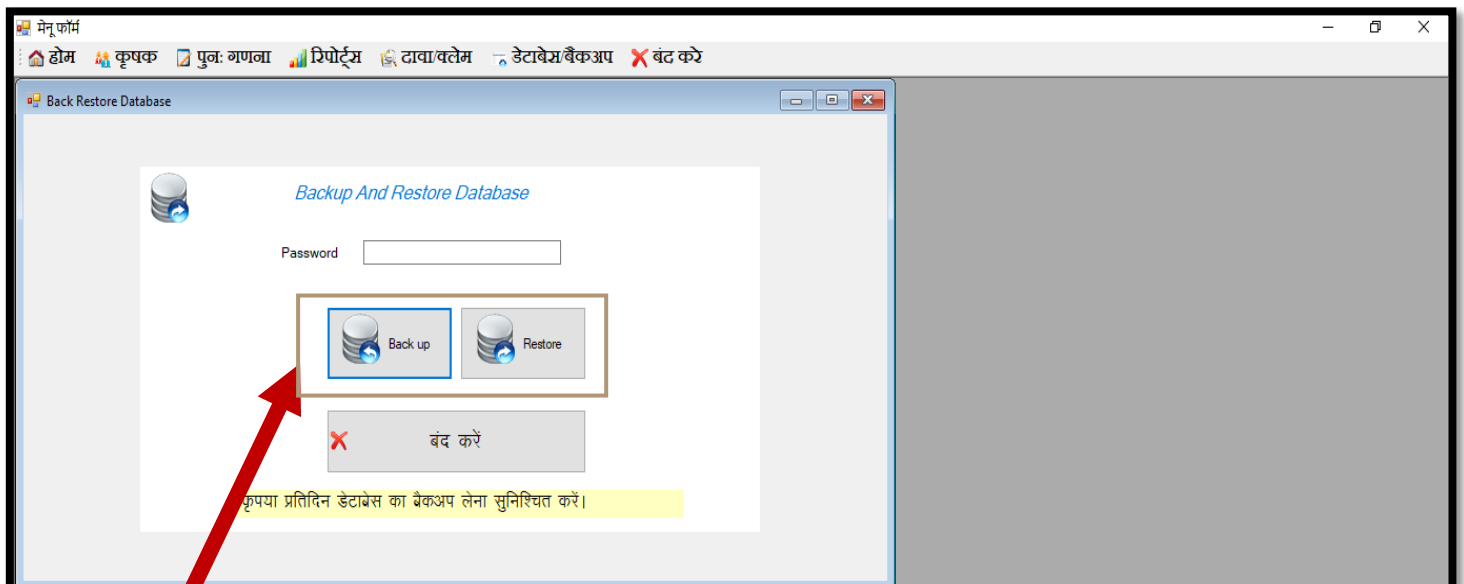 मेनू फॉर्म
होम कृषक पुन: गणना रिपोर्ट्स दावा/क्लेम डेटाबेस/बैकअप बंद करे
Back Restore Database
Backup And Restore Database
Password
Back up Restore
बंद करें
कृपया प्रतिदिन डेटाबेस का बैकअप लेना सुनिश्चित करें।